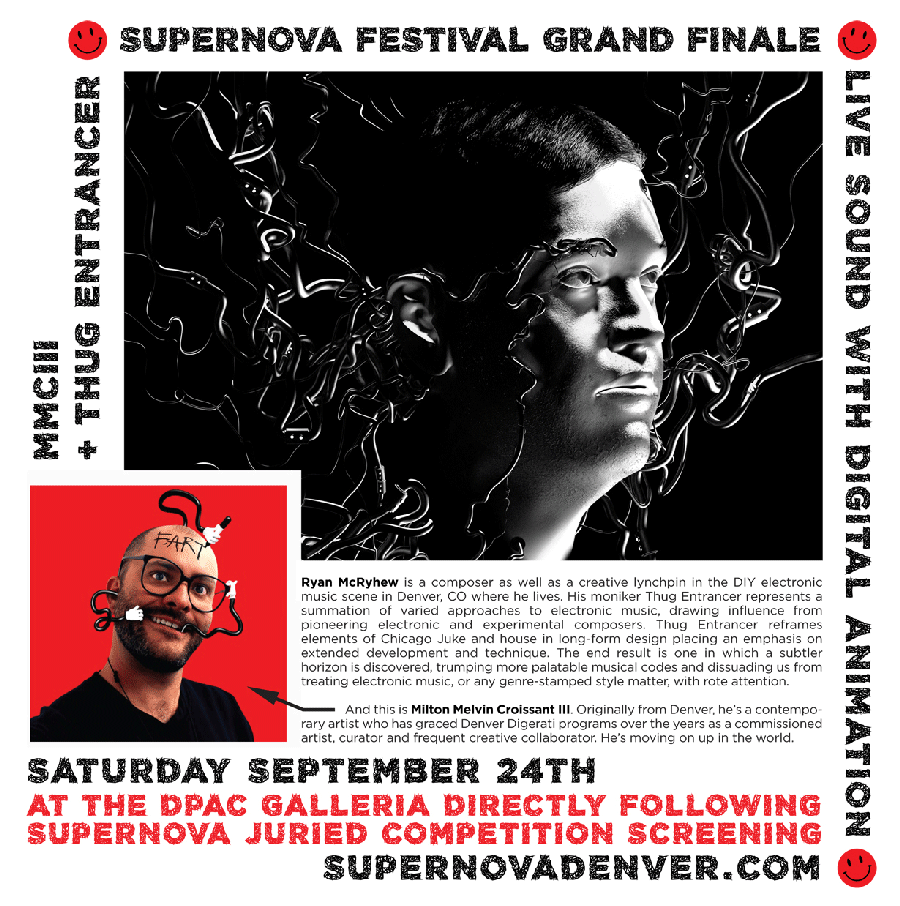 SUPERNOVA FESTIVAL GRAND FINALE
LIVE SOUND WITH DIGITAL ANIMATION
MMCIII
+ THUG ENTRANCER
FART
Ryan McRyhew is a composer as well as a creative lynchpin in the DIY electronic
music scene in Denver, CO where he lives. His moniker Thug Entrancer represents a
summation of varied approaches to electronic music, drawing influence from
pioneering electronic and experimental composers. Thug Entrancer reframes
elements of Chicago Juke and house in long-form design placing an emphasis on
extended development and technique. The end result is one in which a subtler
horizon is discovered, trumping more palatable musical codes and dissuading us from
treating electronic music, or any genre-stamped style matter, with rote attention.
And this is Milton Melvin Croissant III. Originally from Denver, he's a contempo-
rary artist who has graced Denver Digerati programs over the years as a commissioned
artist, curator and frequent creative collaborator. He's moving on up in the world.
SATURDAY SEPTEMBER 24TH
AT THE DPAC GALLERIA DIRECTLY FOLLOWING
SUPERNOVA JURIED COMPETITION SCREENING
SUPERNOVADENVER.COM